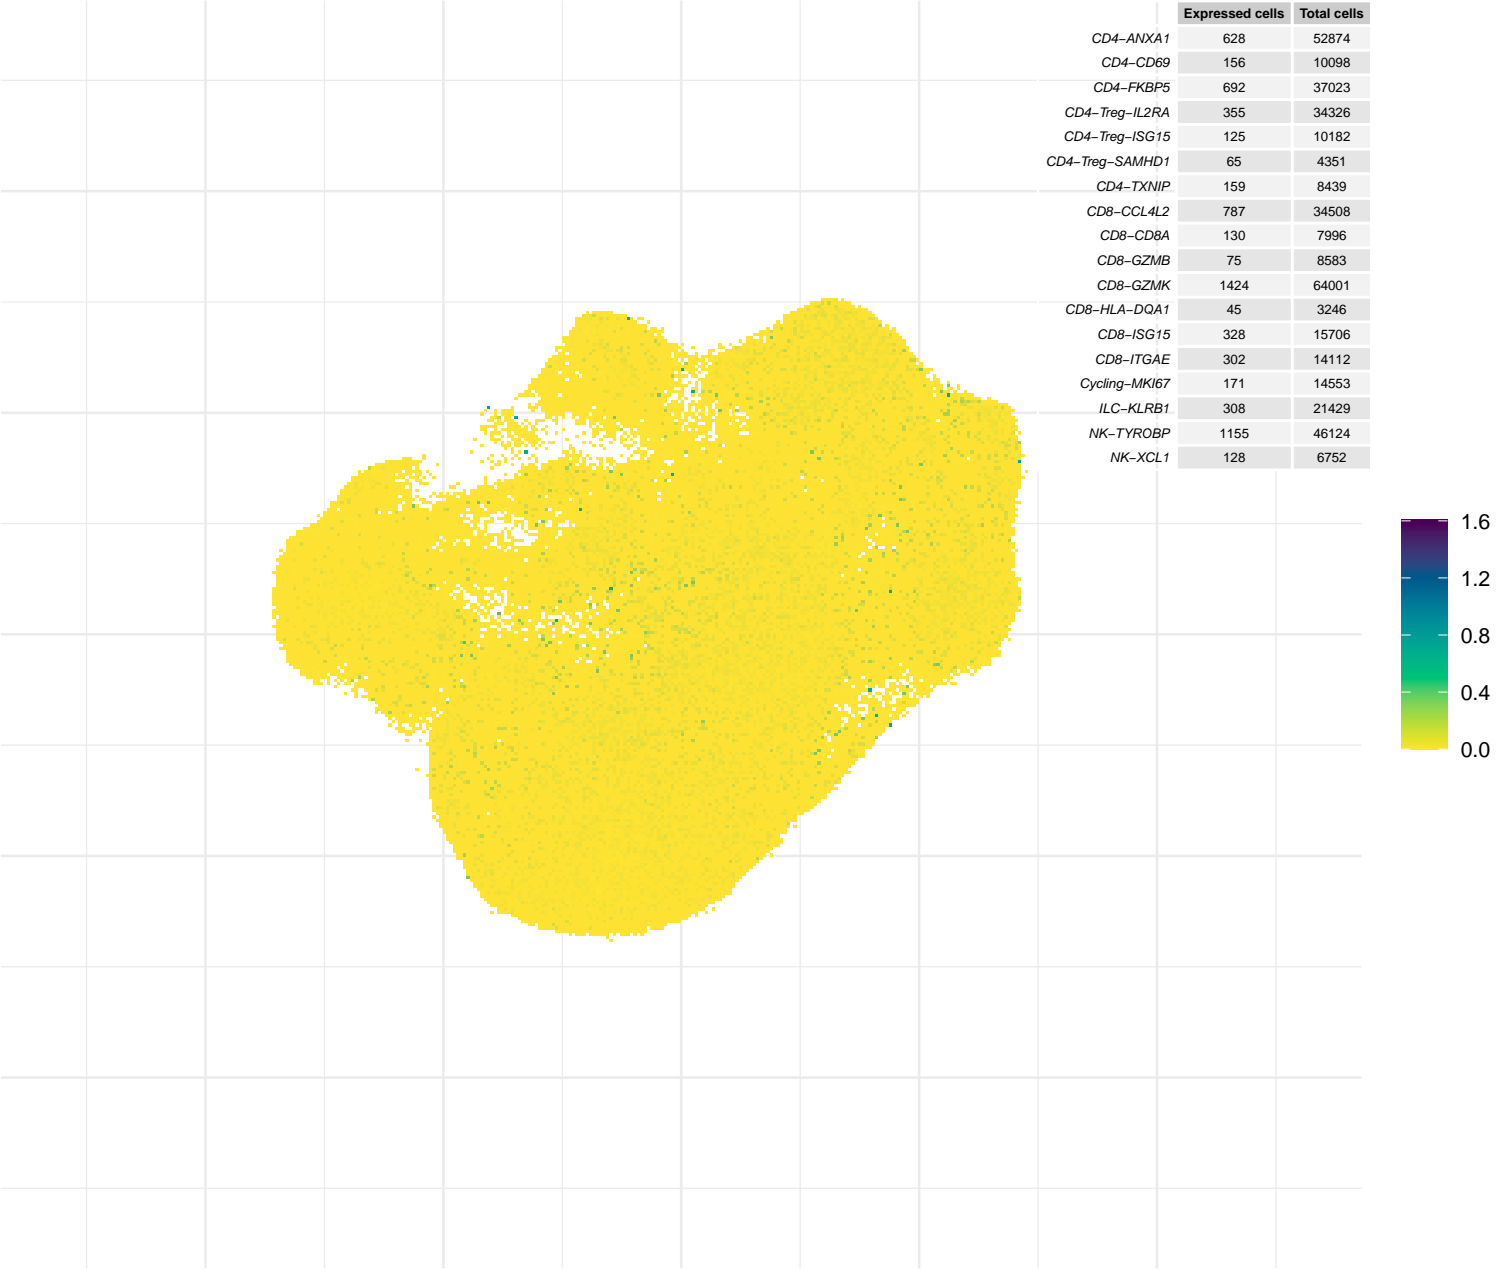 Expressed cells Total cells
CD4−ANXA1 628 52874
CD4−CD69 156 10098
CD4−FKBP5 692 37023
CD4−Treg−IL2RA 355 34326
CD4−Treg−ISG15 125 10182
CD4−Treg−SAMHD1 65 4351
CD4−TXNIP 159 8439
CD8−CCL4L2 787 34508
CD8−CD8A 130 7996
CD8−GZMB 75 8583
CD8−GZMK 1424 64001
CD8−HLA−DQA1 45 3246
CD8−ISG15 328 15706
CD8−ITGAE 302 14112
Cycling−MKI67 171 14553
ILC−KLRB1 308 21429
NK−TYROBP 1155 46124
NK−XCL1 128 6752
1.6
1.2
0.8
0.4
0.0